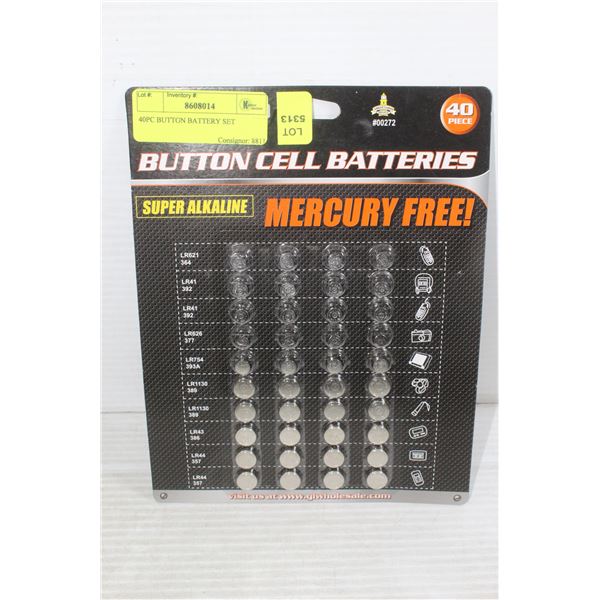 Lot #: Inventory #:
8608014
40PC BUTTON BATTERY SET
Consignor: 881
LOT
5313
#00272
40
PIECE
BUTTON CELL BATTERIES
SUPER ALKALINE
MERCURY FREE!
LR621
364
LR41
392
LR41
392
LR626
377
LR754
393A
LR1130
389
LR1130
389
LR43
386
LR44
357
LR44
357
visit us at www.qlwholesale.com